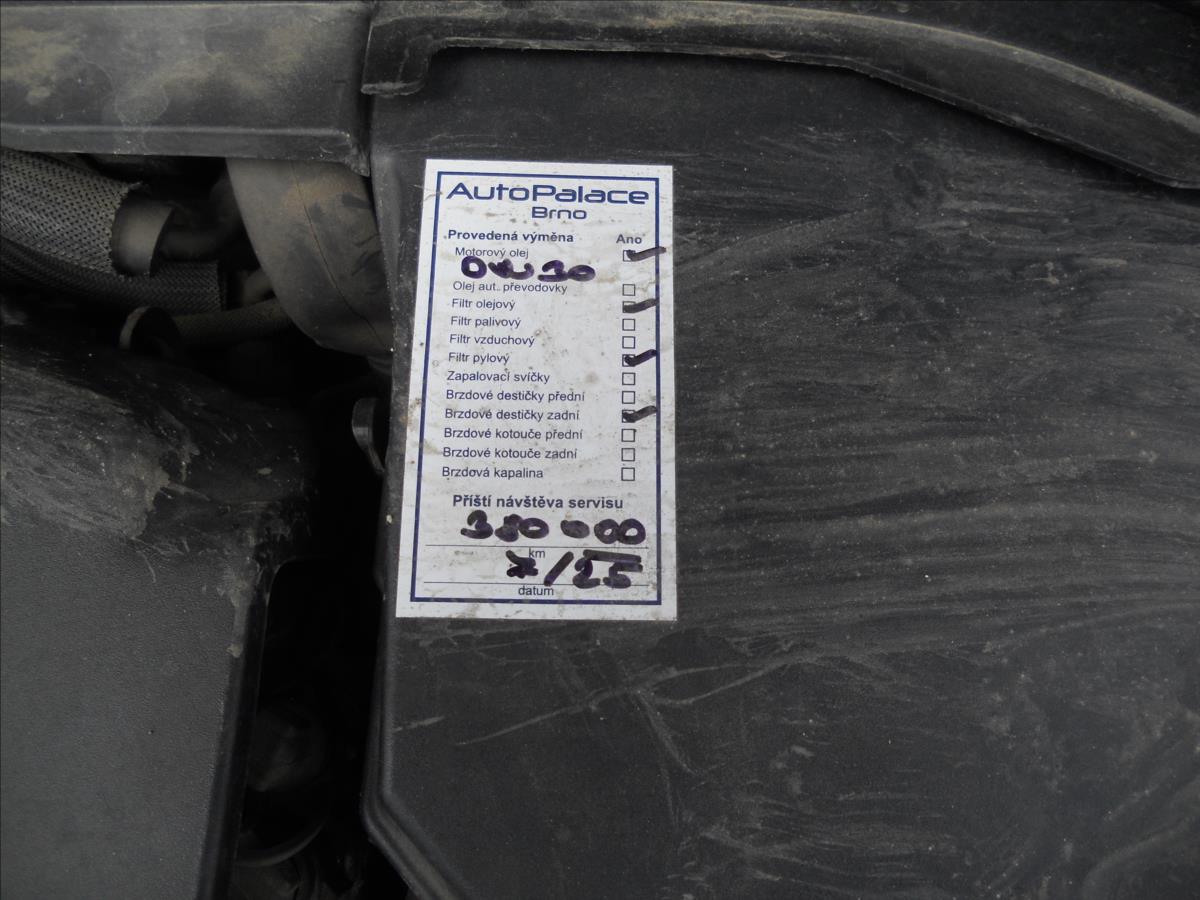 AutoPalace
Brno
Provedená výměna Ano
Motorový olej
0W30
Olej aut. převodovky
Filtr olejový
Filtr palivový
Filtr vzduchový
Filtr pylový
Zapalovací svíčky
Brzdové destičky přední
Brzdové destičky zadní
Brzdové kotouče přední
Brzdové kotouče zadní
Brzdová kapalina
Příští návštěva servisu
380 000
km
7/25
datum